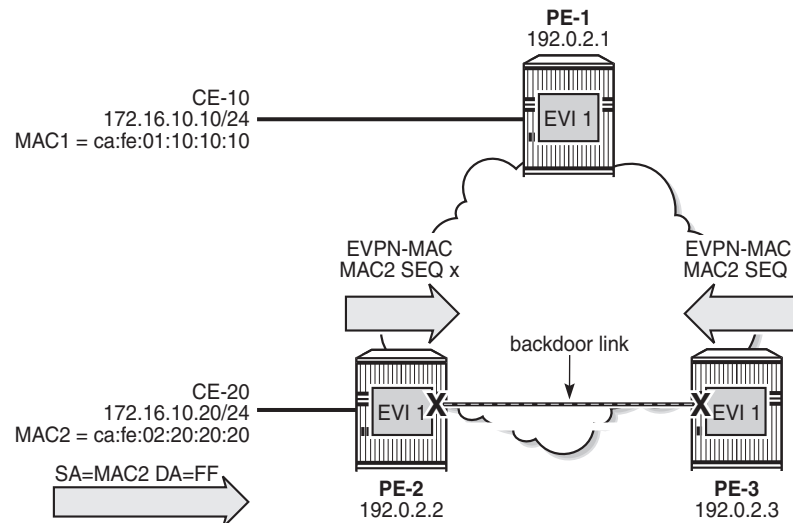 PE-1
192.0.2.1
CE-10
172.16.10.10/24
MAC1 = ca:fe:01:10:10:10
EVI 1
EVPN-MAC
MAC2 SEQ x
EVPN-MAC
MAC2 SEQ
backdoor link
CE-20
172.16.10.20/24
MAC2 = ca:fe:02:20:20:20
EVI 1
X
X
EVI 1
SA=MAC2 DA=FF
PE-2
192.0.2.2
PE-3
192.0.2.3